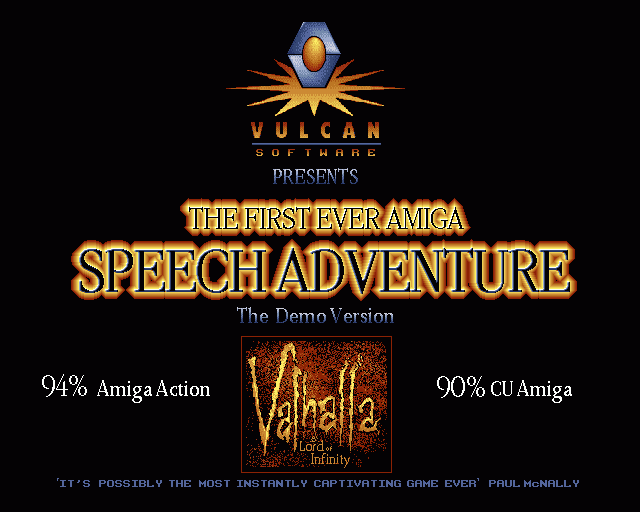 VULCAN
SOFTWARE
PRESENTS
THE FIRST EVER AMIGA
SPEECH ADVENTURE
The Demo Version
94% Amiga Action
90% CU Amiga
Valhalla
Lord of
Infinity
'IT'S POSSIBLY THE MOST INSTANTLY CAPTIVATING GAME EVER' PAUL McNALLY